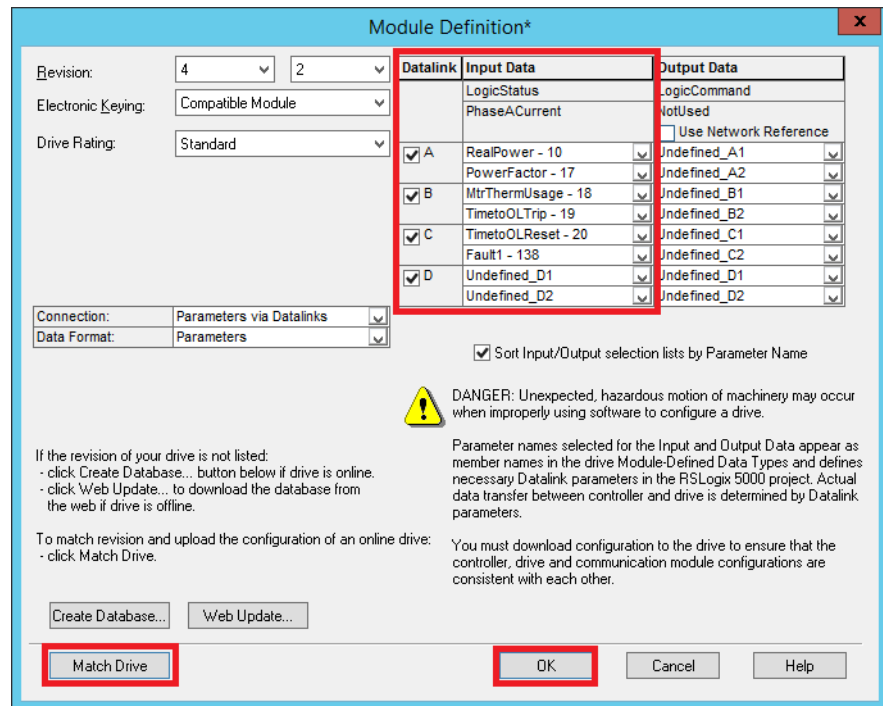 Module Definition*
x
Revision: 4 2
Electronic Keying: Compatible Module
Drive Rating: Standard
Datalink Input Data Output Data
LogicStatus LogicCommand
PhaseACurrent NotUsed
Use Network Reference
A RealPower - 10 Undefined_A1
PowerFactor - 17 Undefined_A2
B MtrThermUsage - 18 Undefined_B1
TimetoOLTrip - 19 Undefined_B2
C TimetoOLReset - 20 Undefined_C1
Fault1 - 138 Undefined_C2
D Undefined_D1 Undefined_D1
Undefined_D2 Undefined_D2
Connection: Parameters via Datalinks
Data Format: Parameters
Sort Input/Output selection lists by Parameter Name
DANGER: Unexpected, hazardous motion of machinery may occur
when improperly using software to configure a drive.
If the revision of your drive is not listed:
- click Create Database... button below if drive is online.
- click Web Update... to download the database from
the web if drive is offline.
To match revision and upload the configuration of an online drive:
- click Match Drive.
Parameter names selected for the Input and Output Data appear as
member names in the drive Module-Defined Data Types and defines
necessary Datalink parameters in the RSLogix 5000 project. Actual
data transfer between controller and drive is determined by Datalink
parameters.
You must download configuration to the drive to ensure that the
controller, drive and communication module configurations are
consistent with each other.
Create Database... Web Update...
Match Drive OK Cancel Help